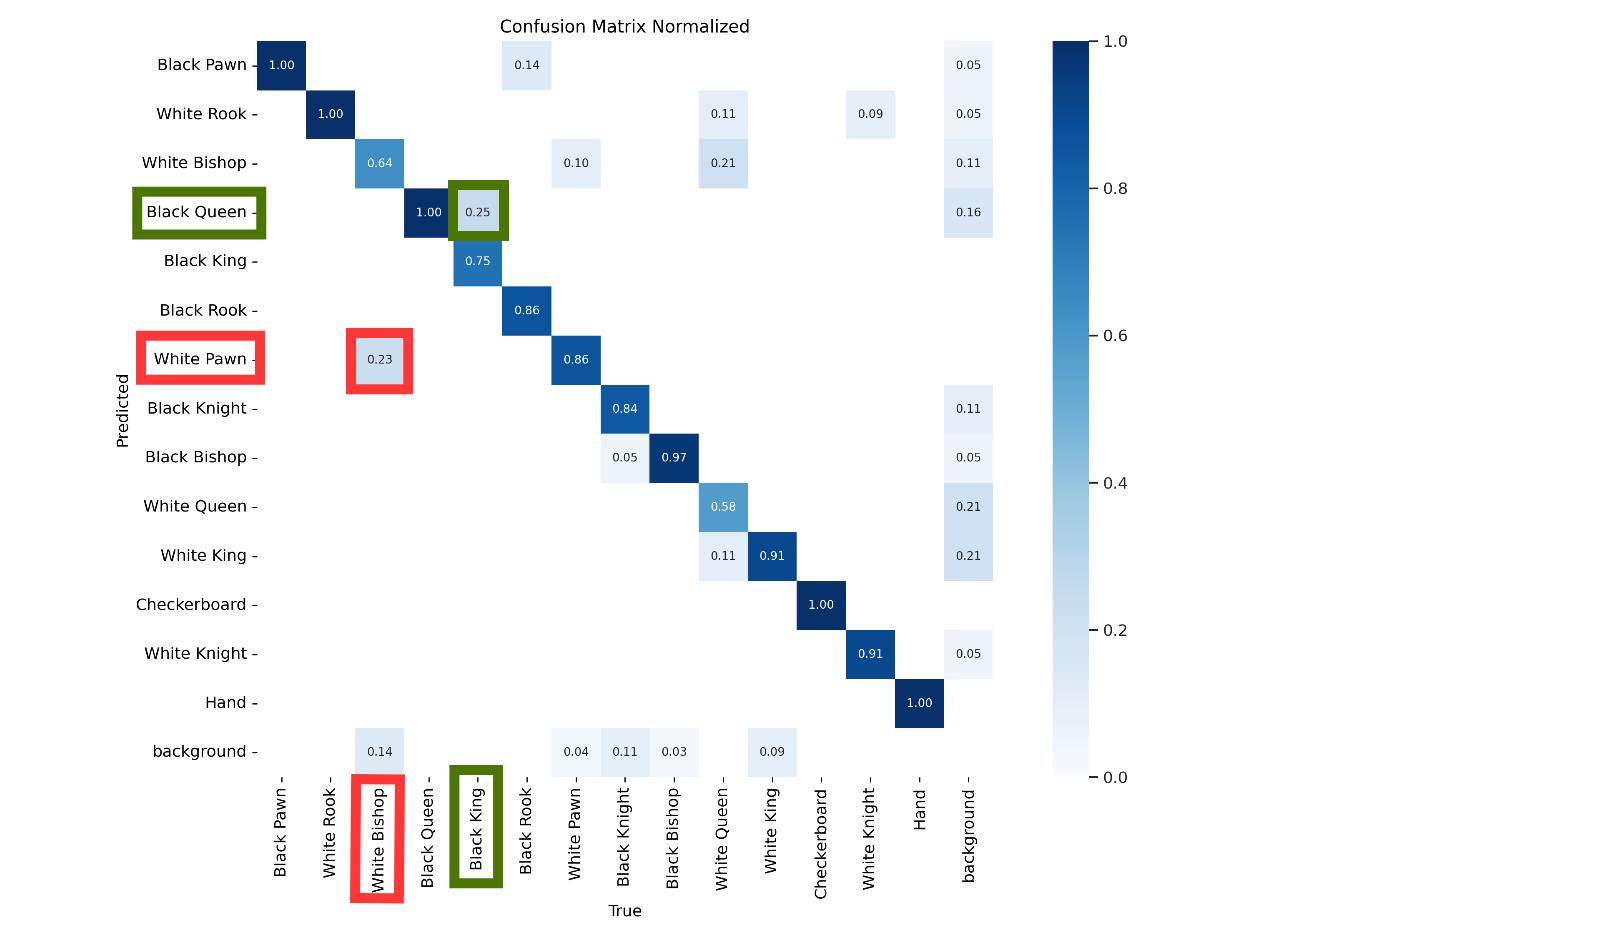 Confusion Matrix Normalized
Black Pawn 1.00 0.14 0.05
White Rook 1.00 0.11 0.09 0.05
White Bishop 0.64 0.10 0.21 0.11
Black Queen 1.00 0.25 0.16
Black King 0.75
Black Rook 0.86
White Pawn 0.23 0.86
Black Knight 0.84 0.11
Black Bishop 0.05 0.97 0.05
White Queen 0.58 0.21
White King 0.11 0.91 0.21
Checkerboard 1.00
White Knight 0.91 0.05
Hand 1.00
background 0.14 0.04 0.11 0.03 0.09
Predicted
Black Pawn
White Rook
White Bishop
Black Queen
Black King
Black Rook
White Pawn
Black Knight
Black Bishop
White Queen
White King
Checkerboard
White Knight
Hand
background
True
1.0
0.8
0.6
0.4
0.2
0.0